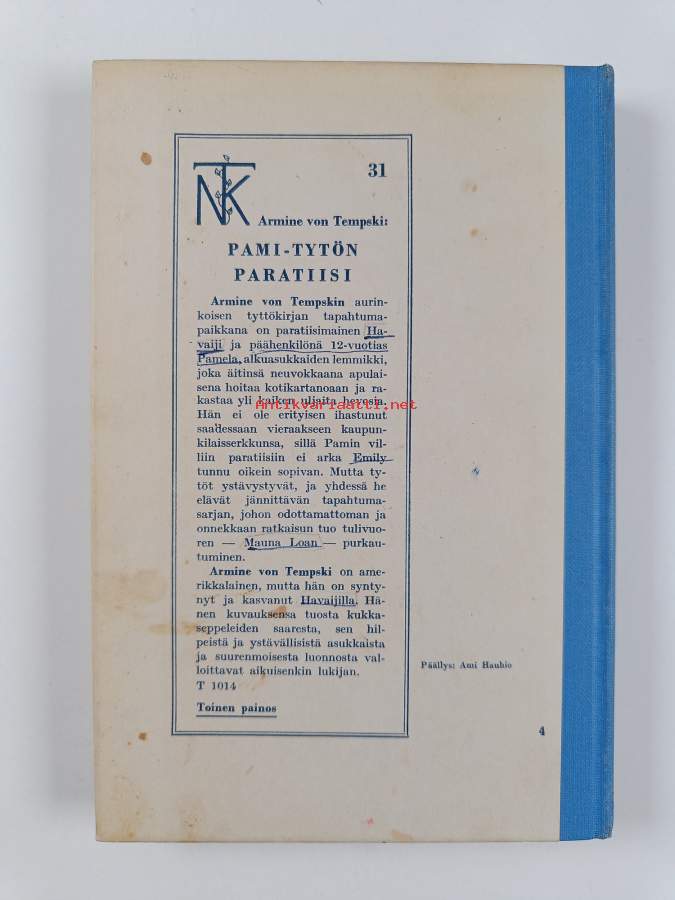 NTK
31
Armine von Tempski:
PAMI-TYTÖN
PARATIISI
Armine von Tempskin aurin-
koisen tyttökirjan tapahtuma-
paikkana on paratiisimainen Ha-
vaiji ja päähenkilönä 12-vuotias
Pamela, alkuasukkaiden lemmikki,
joka äitinsä neuvokkaana apulai-
sena hoitaa kotikartanoaan ja ra-
kastaa yli kaiken uljaita hevosia.
Antikvariaatti.net
Hän ei ole erityisen ihastunut
saadessaan vieraakseen kaupun-
kilaisserkkunsa, sillä Pamin vil-
liin paratiisiin ei arka Emily
tunnu oikein sopivan. Mutta ty-
töt ystävystyvät, ja yhdessä he
elävät jännittävän tapahtuma-
sarjan, johon odottamattoman ja
onnekkaan ratkaisun tuo tulivuo-
ren — Mauna Loan — purkau-
tuminen.
Armine von Tempski on ame-
rikkalainen, mutta hän on synty-
nyt ja kasvanut Havaijilla. Hä-
nen kuvauksensa tuosta kukka-
seppeleiden saaresta, sen hil-
peistä ja ystävällisistä asukkaista
ja suurenmoisesta luonnosta val-
loittavat aikuisenkin lukijan.
T 1014
Toinen painos
Päällys: Ami Hauhio
4